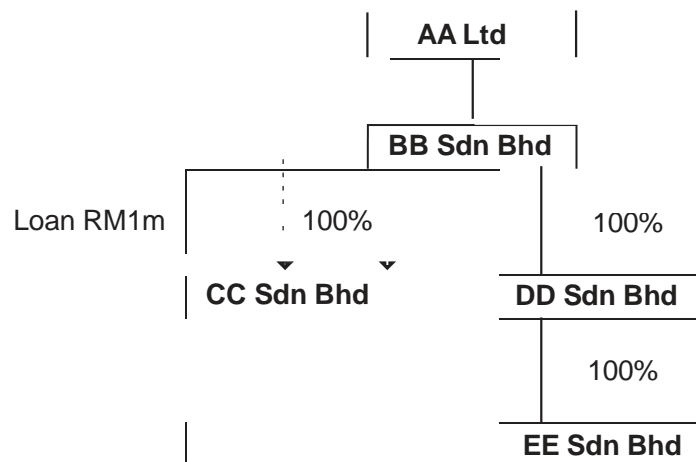 AA Ltd
BB Sdn Bhd
Loan RM1m
100%
100%
CC Sdn Bhd
DD Sdn Bhd
100%
EE Sdn Bhd